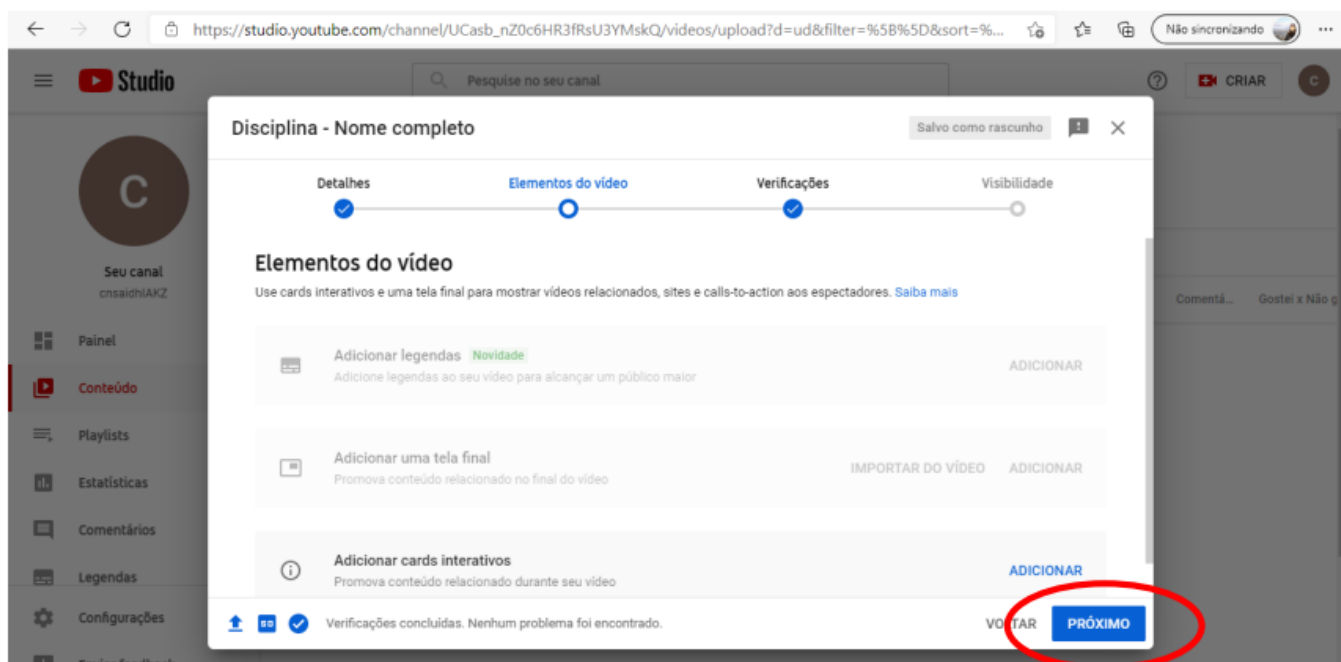 https://studio.youtube.com/channel/UCasb_nZ0c6HR3fRsU3YMskQ/videos/upload?d=ud&filter=%5B%5D&sort=%...
Não sincronizando
Studio
Pesquise no seu canal
CRIAR
C
C
Seu canal
cnsaidhIAKZ
Painel
Conteúdo
Playlists
Estatísticas
Comentários
Legendas
Configurações
Disciplina - Nome completo
Salvo como rascunho
Detalhes
Elementos do vídeo
Verificações
Visibilidade
Elementos do vídeo
Use cards interativos e uma tela final para mostrar vídeos relacionados, sites e calls-to-action aos espectadores. Saiba mais
Adicionar legendas Novidade
Adicione legendas ao seu vídeo para alcançar um público maior
ADICIONAR
Adicionar uma tela final
Promova conteúdo relacionado no final do vídeo
IMPORTAR DO VÍDEO ADICIONAR
Adicionar cards interativos
Promova conteúdo relacionado durante seu vídeo
ADICIONAR
SD Verificações concluídas. Nenhum problema foi encontrado.
VOLTAR PRÓXIMO
Comentá... Gostei x Não g